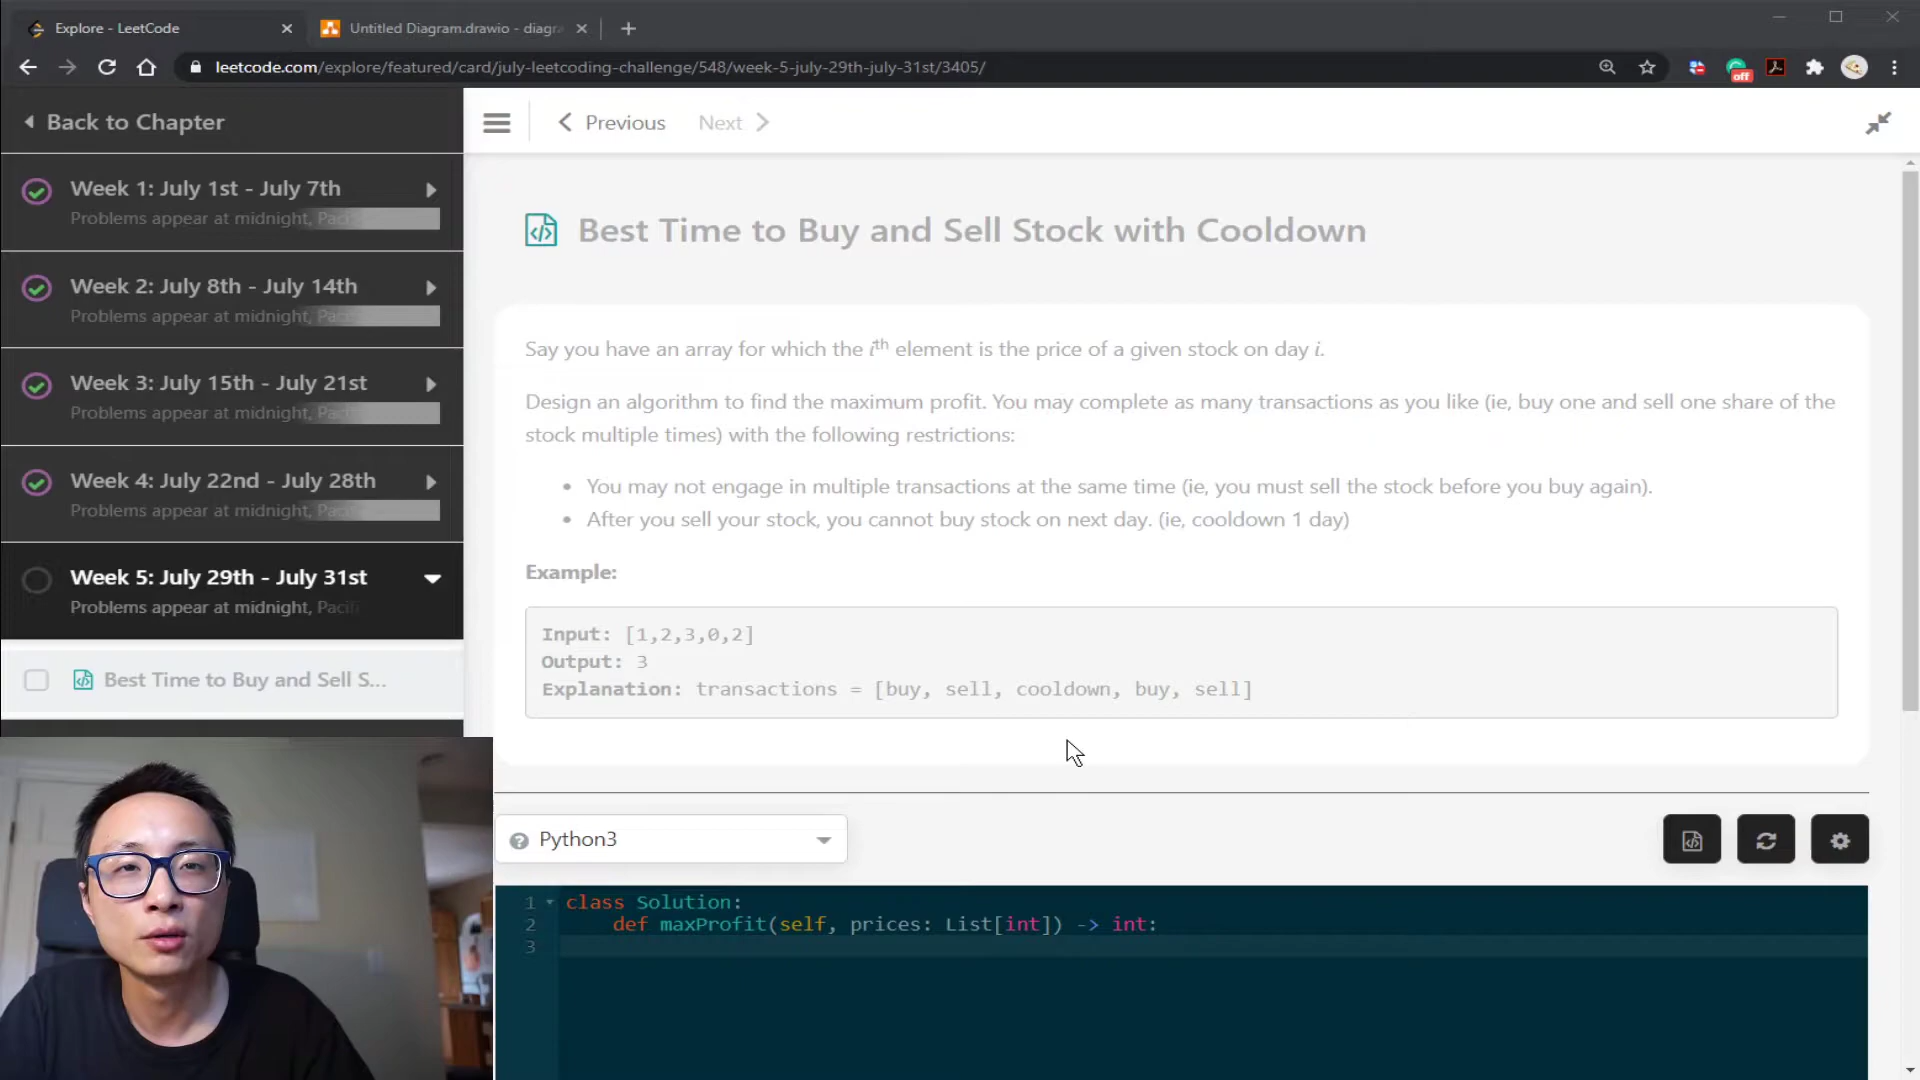 Explore - LeetCode
Untitled Diagram.drawio - diagra
leetcode.com/explore/featured/card/july-leetcoding-challenge/548/week-5-july-29th-july-31st/3405/
off
Back to Chapter
Previous
Next
Week 1: July 1st - July 7th
Problems appear at midnight, Paci
Week 2: July 8th - July 14th
Problems appear at midnight, Paci
Week 3: July 15th - July 21st
Problems appear at midnight, Paci
Week 4: July 22nd - July 28th
Problems appear at midnight, Paci
Week 5: July 29th - July 31st
Problems appear at midnight, Pacif
Best Time to Buy and Sell S...
Best Time to Buy and Sell Stock with Cooldown
Say you have an array for which the ith element is the price of a given stock on day i.
Design an algorithm to find the maximum profit. You may complete as many transactions as you like (ie, buy one and sell one share of the
stock multiple times) with the following restrictions:
• You may not engage in multiple transactions at the same time (ie, you must sell the stock before you buy again).
• After you sell your stock, you cannot buy stock on next day. (ie, cooldown 1 day)
Example:
Input: [1,2,3,0,2]
Output: 3
Explanation: transactions = [buy, sell, cooldown, buy, sell]
Python3
1 class Solution:
2 def maxProfit(self, prices: List[int]) -> int:
3